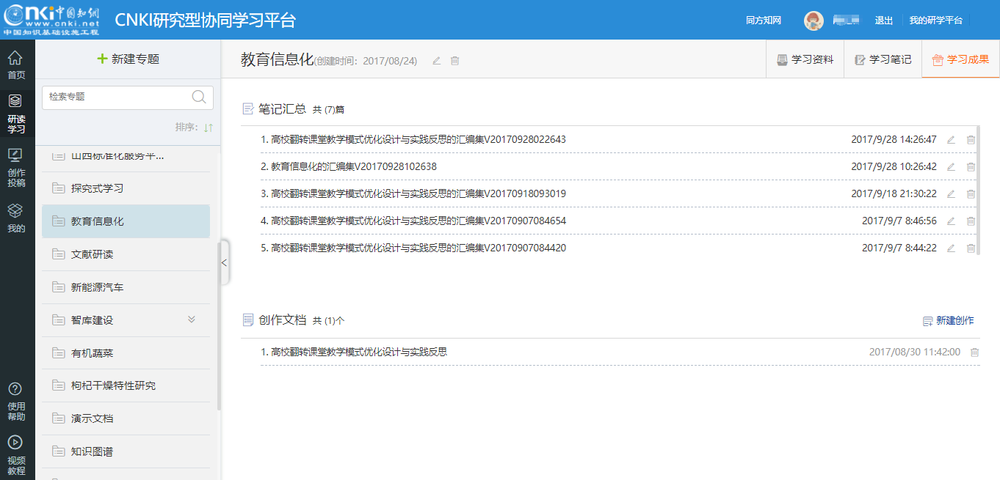 Cnki中国知网
www.cnki.net
中国知识基础设施工程
CNKI研究型协同学习平台
同方知网
退出
我的研学平台
首页
研读
学习
创作
投稿
我的
使用
帮助
视频
教程
+ 新建专题
检索专题
排序:
山西标准化服务平...
探究式学习
教育信息化
文献研读
新能源汽车
智库建设
有机蔬菜
枸杞干燥特性研究
演示文档
知识图谱
教育信息化(创建时间: 2017/08/24)
学习资料
学习笔记
学习成果
笔记汇总 共 (7)篇
1. 高校翻转课堂教学模式优化设计与实践反思的汇编集V20170928022643 2017/9/28 14:26:47
2. 教育信息化的汇编集V20170928102638 2017/9/28 10:26:42
3. 高校翻转课堂教学模式优化设计与实践反思的汇编集V20170918093019 2017/9/18 21:30:22
4. 高校翻转课堂教学模式优化设计与实践反思的汇编集V20170907084654 2017/9/7 8:46:56
5. 高校翻转课堂教学模式优化设计与实践反思的汇编集V20170907084420 2017/9/7 8:44:22
创作文档 共 (1)个
新建创作
1. 高校翻转课堂教学模式优化设计与实践反思 2017/08/30 11:42:00